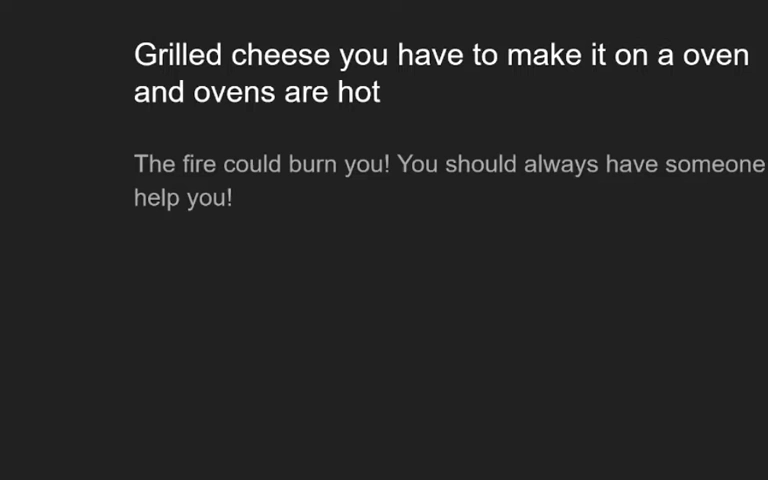 Grilled cheese you have to make it on a oven
and ovens are hot
The fire could burn you! You should always have someone
help you!